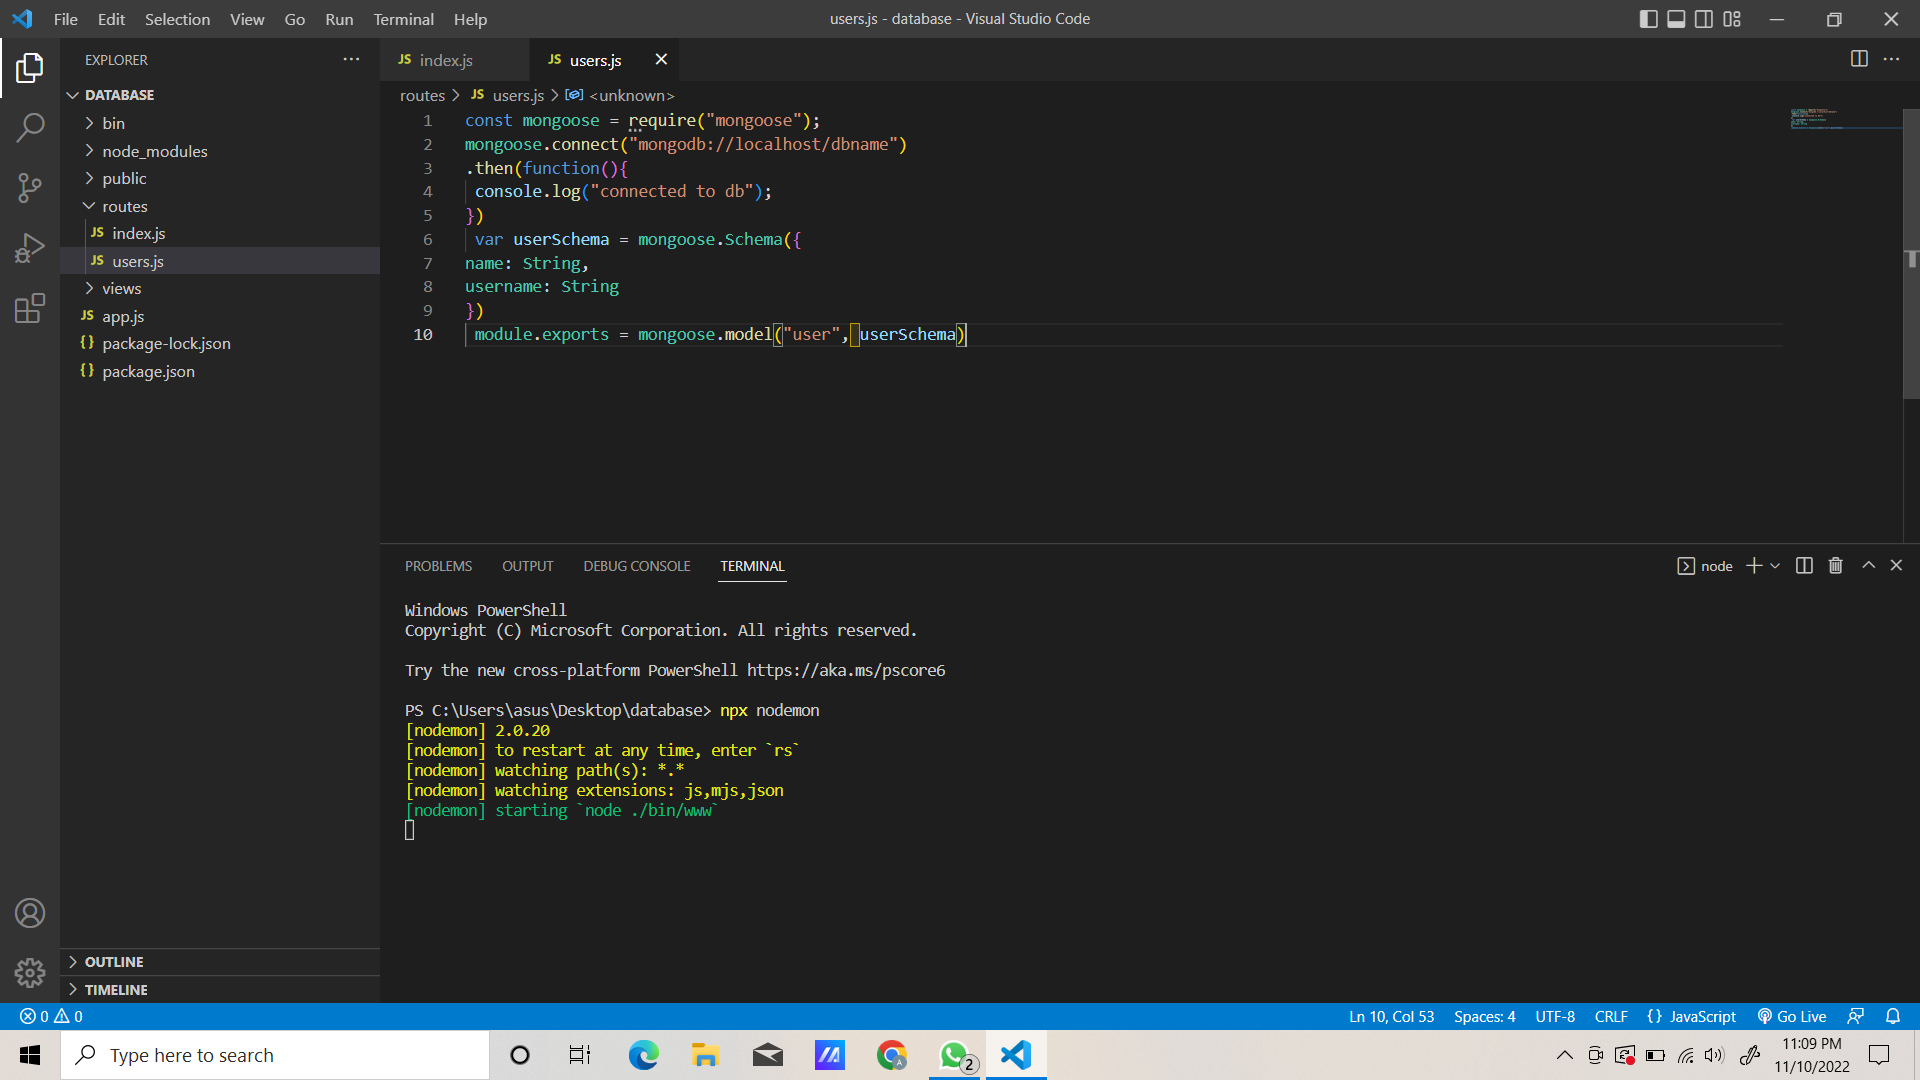 File Edit Selection View Go Run Terminal Help
users.js - database - Visual Studio Code
EXPLORER
DATABASE
bin
node_modules
public
routes
JS index.js
JS users.js
views
JS app.js
{} package-lock.json
{} package.json
OUTLINE
TIMELINE
JS index.js
JS users.js
routes > JS users.js > <unknown>
1 const mongoose = require("mongoose");
2 mongoose.connect("mongodb://localhost/dbname")
3 .then(function(){
4 console.log("connected to db");
5 })
6 var userSchema = mongoose.Schema({
7 name: String,
8 username: String
9 })
10 module.exports = mongoose.model("user", userSchema)
PROBLEMS OUTPUT DEBUG CONSOLE TERMINAL
node
Windows PowerShell
Copyright (C) Microsoft Corporation. All rights reserved.
Try the new cross-platform PowerShell https://aka.ms/pscore6
PS C:\Users\asus\Desktop\database> npx nodemon
[nodemon] 2.0.20
[nodemon] to restart at any time, enter `rs`
[nodemon] watching path(s): *.*
[nodemon] watching extensions: js,mjs,json
[nodemon] starting `node ./bin/www`
0 0
Ln 10, Col 53 Spaces: 4 UTF-8 CRLF {} JavaScript Go Live
Type here to search
2
11:09 PM
11/10/2022